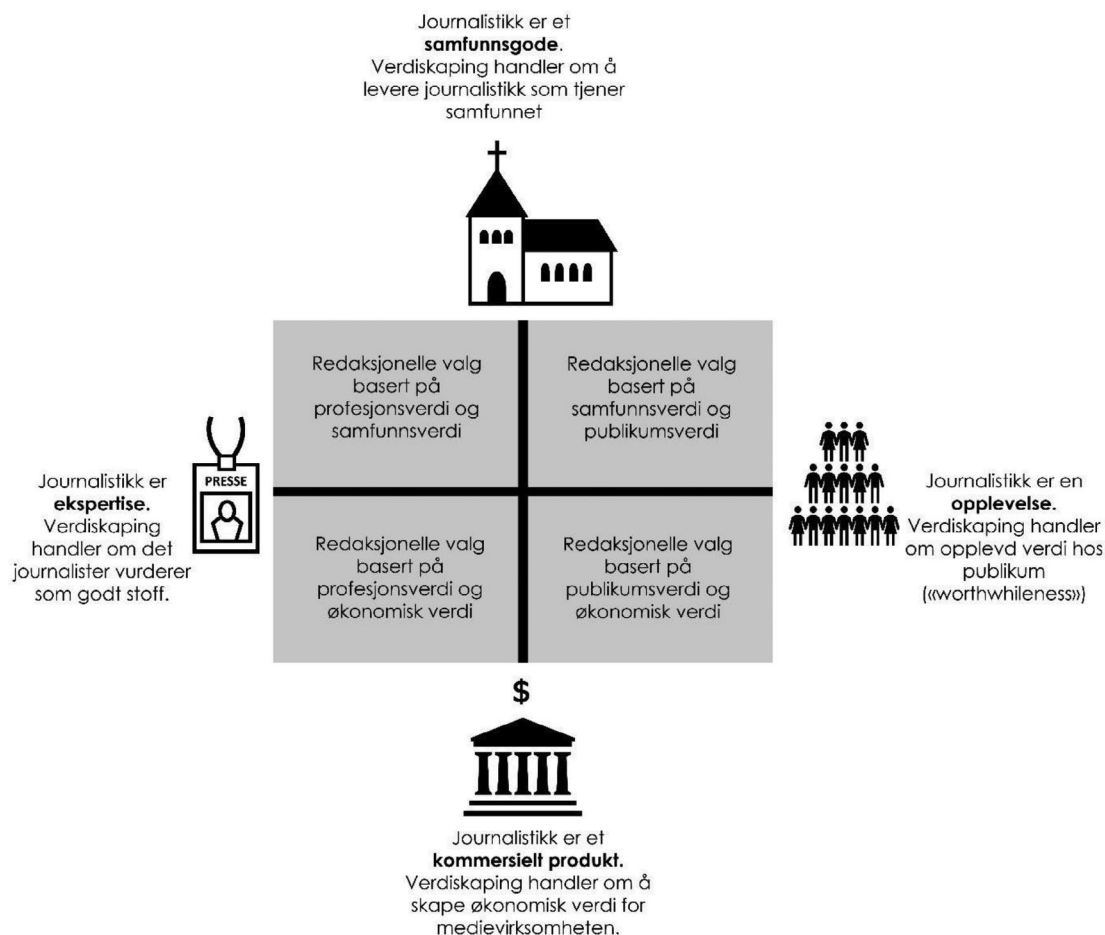 Journalistikk er et
samfunnsgode.
Verdiskaping handler om å
levere journalistikk som tjener
samfunnet
Redaksjonelle valg
basert på
profesjonsverdi og
samfunnsverdi
Redaksjonelle valg
basert på
samfunnsverdi og
publikumsverdi
PRESSE
Journalistikk er
ekspertise.
Verdiskaping
handler om det
journalister vurderer
som godt stoff.
Journalistikk er en
opplevelse.
Verdiskaping handler
om opplevd verdi hos
publikum
(«worthwhileness»)
Redaksjonelle valg
basert på
profesjonsverdi og
økonomisk verdi
Redaksjonelle valg
basert på
publikumsverdi og
økonomisk verdi
$
Journalistikk er et
kommersielt produkt.
Verdiskaping handler om å
skape økonomisk verdi for
medievirksomheten.